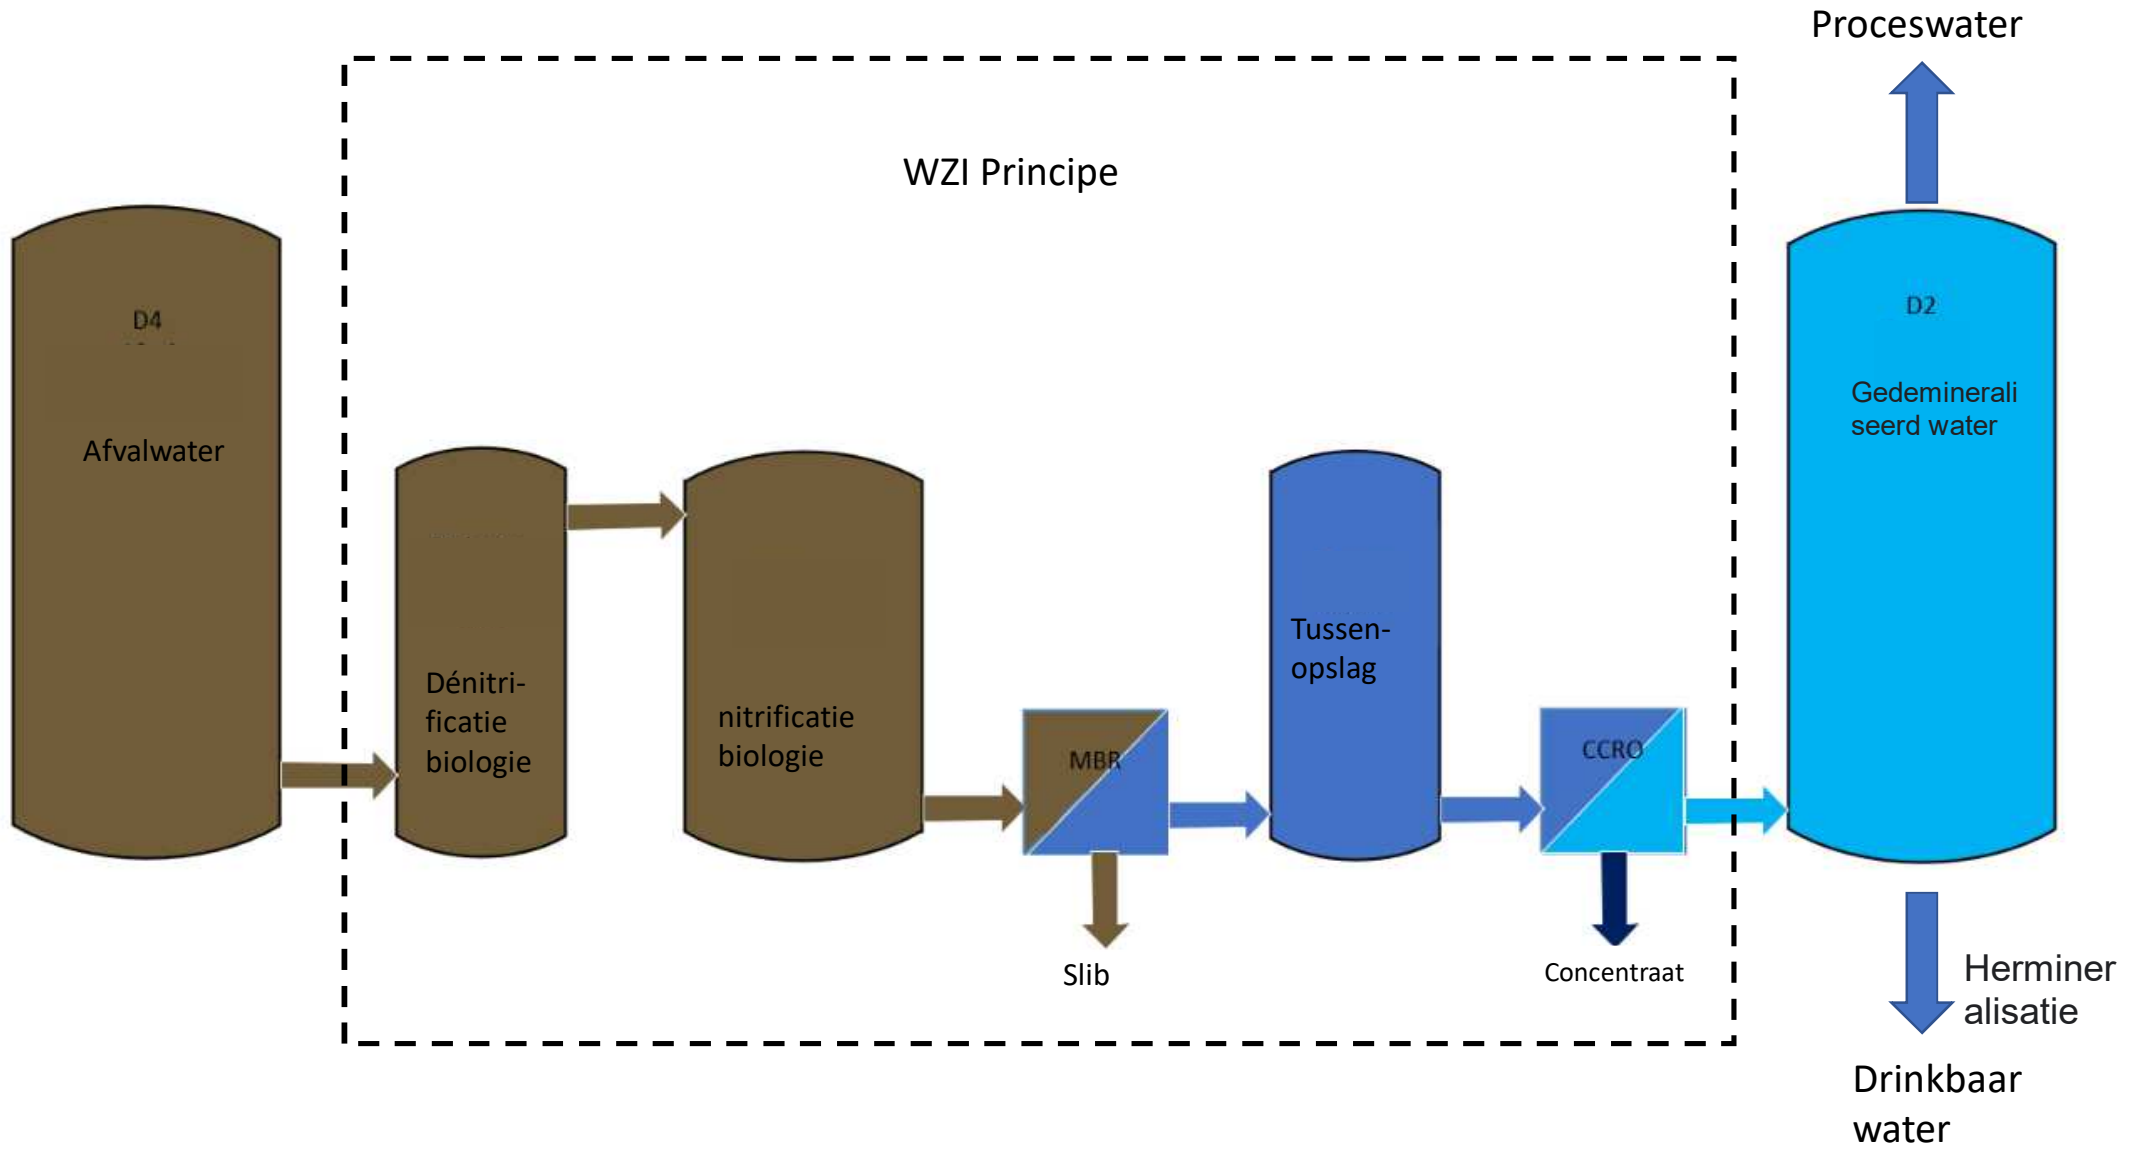 Proceswater
WZI Principe
D4
Afvalwater
Dénitri-
ficatie
biologie
nitrificatie
biologie
MBR
Slib
Tussen-
opslag
CCRO
Concentraat
D2
Gedeminerali
seerd water
Herminer
alisatie
Drinkbaar
water